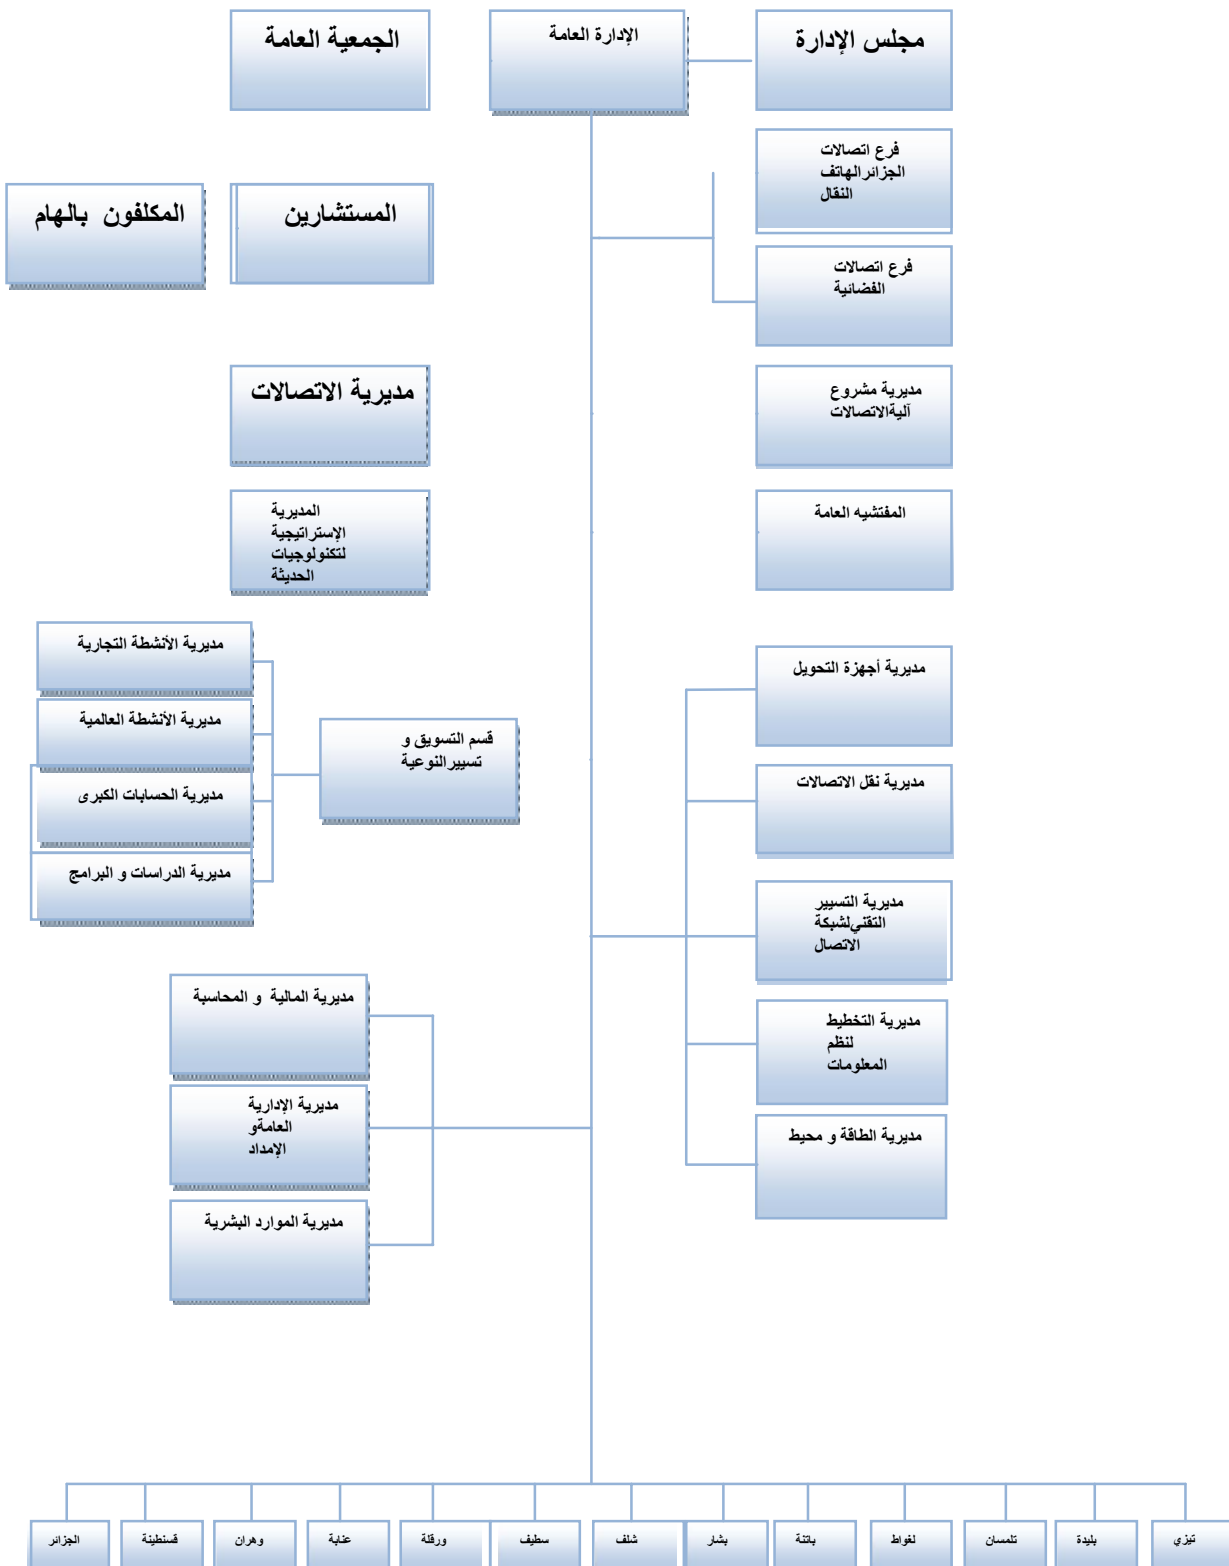 مجلس الإدارة
الإدارة العامة
الجمعية العامة
فرع اتصالات
الجزائرالهاتف
النقال
المستشارين
المكلفون بالهام
فرع اتصالات
الفضائية
مديرية مشروع
آليةالاتصالات
مديرية الاتصالات
المفتشيه العامة
المديرية
الإستراتيجية
لتكنولوجيات
الحديثة
مديرية أجهزة التحويل
مديرية الأنشطة التجارية
مديرية الأنشطة العالمية
قسم التسويق و
تسييرالنوعية
مديرية نقل الاتصالات
مديرية الحسابات الكبرى
مديرية الدراسات و البرامج
مديرية التسيير
التقنيلشبكة
الاتصال
مديرية المالية و المحاسبة
مديرية التخطيط
لنظم
المعلومات
مديرية الإدارية
العامةو
الإمداد
مديرية الطاقة و محيط
مديرية الموارد البشرية
تيزي
بليدة
تلمسان
لغواط
باتنة
بشار
شلف
سطيف
ورقلة
عنابة
وهران
قسنطينة
الجزائر